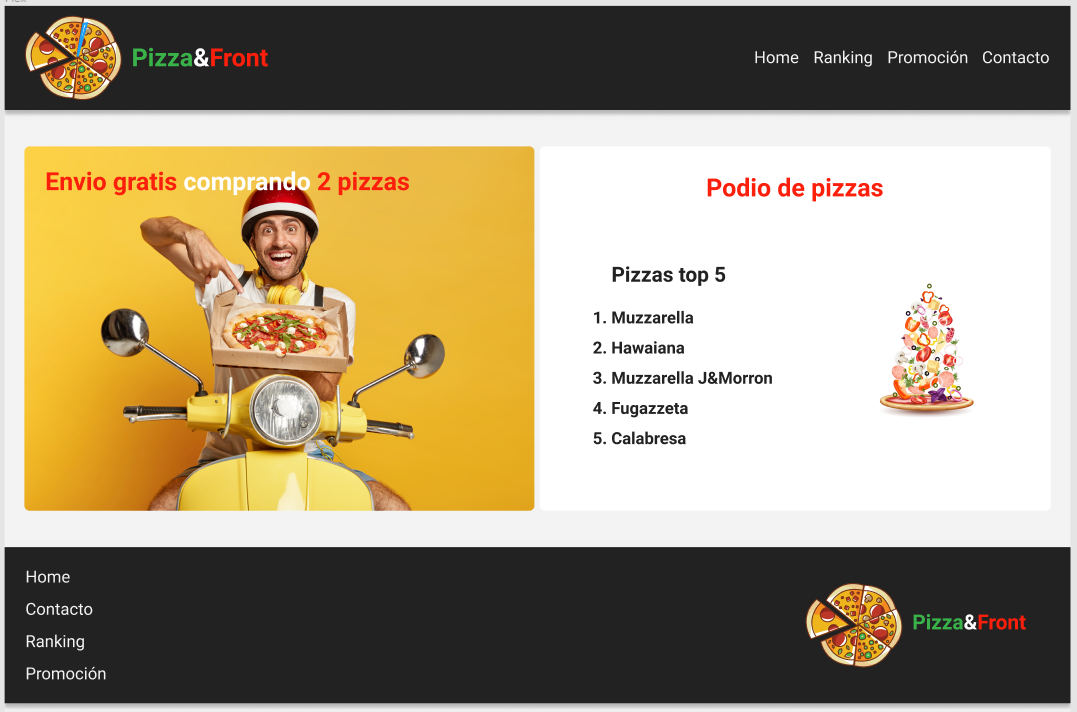 Pizza&Front
Home Ranking Promoción Contacto
Envio gratis comprando 2 pizzas
Podio de pizzas
Pizzas top 5
1. Muzzarella
2. Hawaiana
3. Muzzarella J&Morron
4. Fugazzeta
5. Calabresa
Home
Contacto
Ranking
Promoción
Pizza&Front